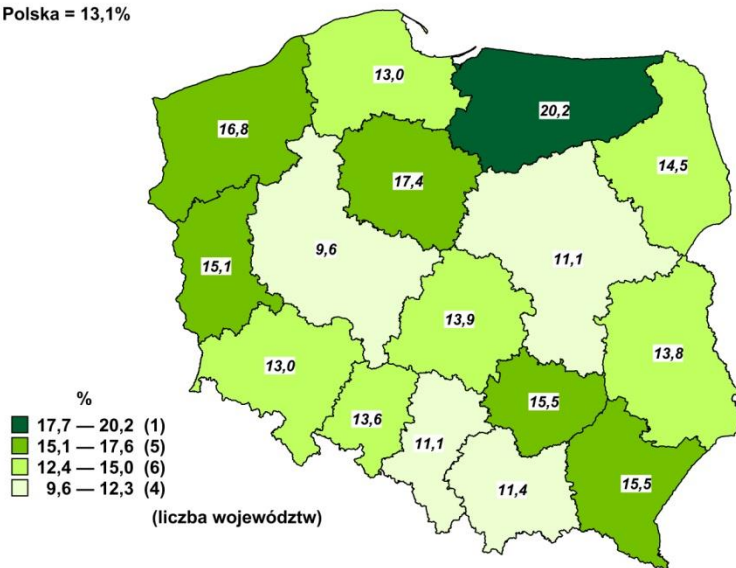 Polska = 13,1%
13,0
16,8
20,2
14,5
17,4
9,6
11,1
15,1
13,9
13,8
13,0
13,6
15,5
11,1
11,4
15,5
%
17,7 — 20,2 (1)
15,1 — 17,6 (5)
12,4 — 15,0 (6)
9,6 — 12,3 (4)
(liczba województw)